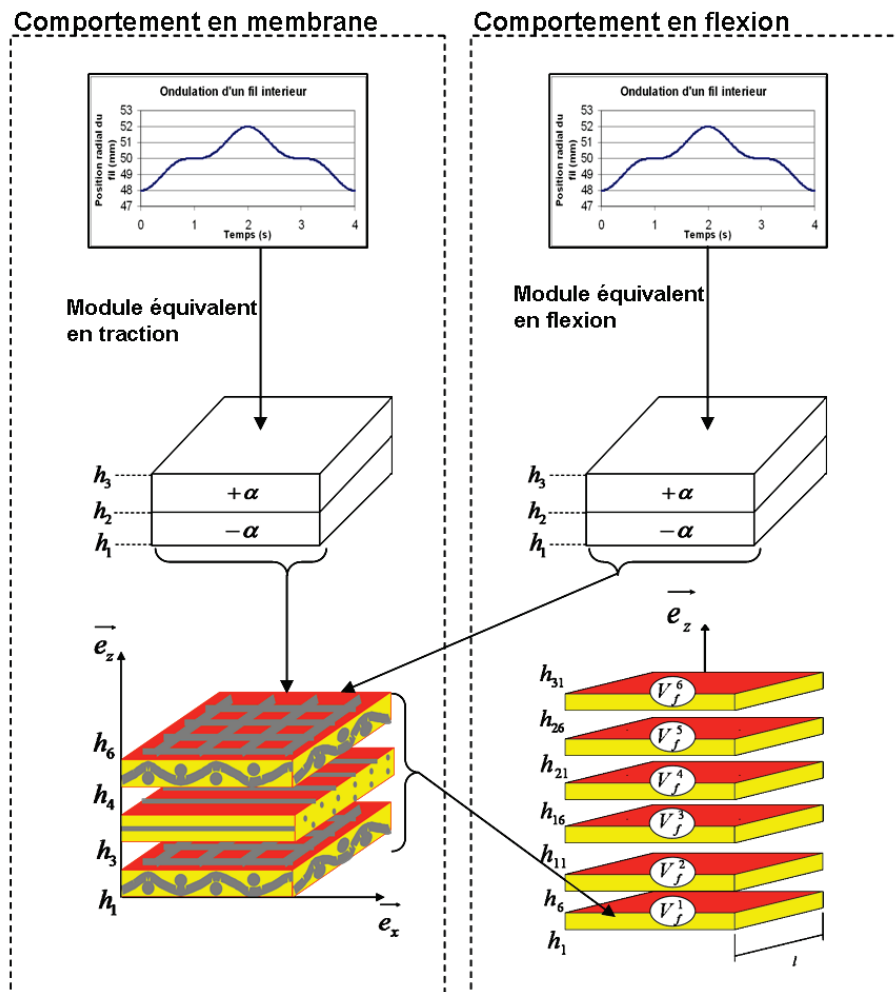 Comportement en membrane
Ondulation d'un fil interieur
Position radial du
fil (mm)
53
52
51
50
49
48
47
0 1 2 3 4
Temps (s)
Module équivalent
en traction
h3
h2
h1
+α
−α
ez
h6
h4
h3
h1
ex
Comportement en flexion
Ondulation d'un fil interieur
Position radial du
fil (mm)
53
52
51
50
49
48
47
0 1 2 3 4
Temps (s)
Module équivalent
en flexion
h3
h2
h1
+α
−α
ez
h31
Vf6
h26
Vf5
h21
Vf4
h16
Vf3
h11
Vf2
h6
Vf1
h1
l